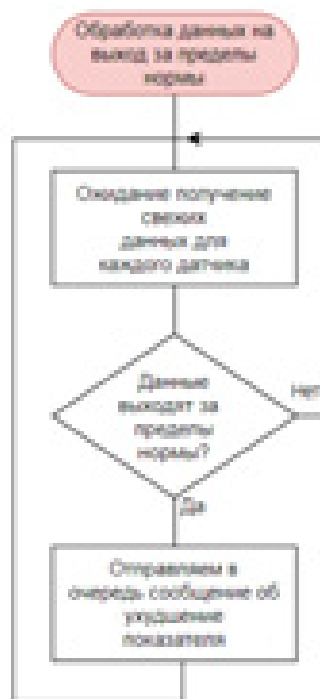 Обработка данных на
выход за пределы
нормы
Ожидание получение
свежих
данных для
каждого датчика
Данные
выходят за
пределы
нормы?
Нет
Да
Отправляем в
очередь сообщение об
ухудшение
показателя